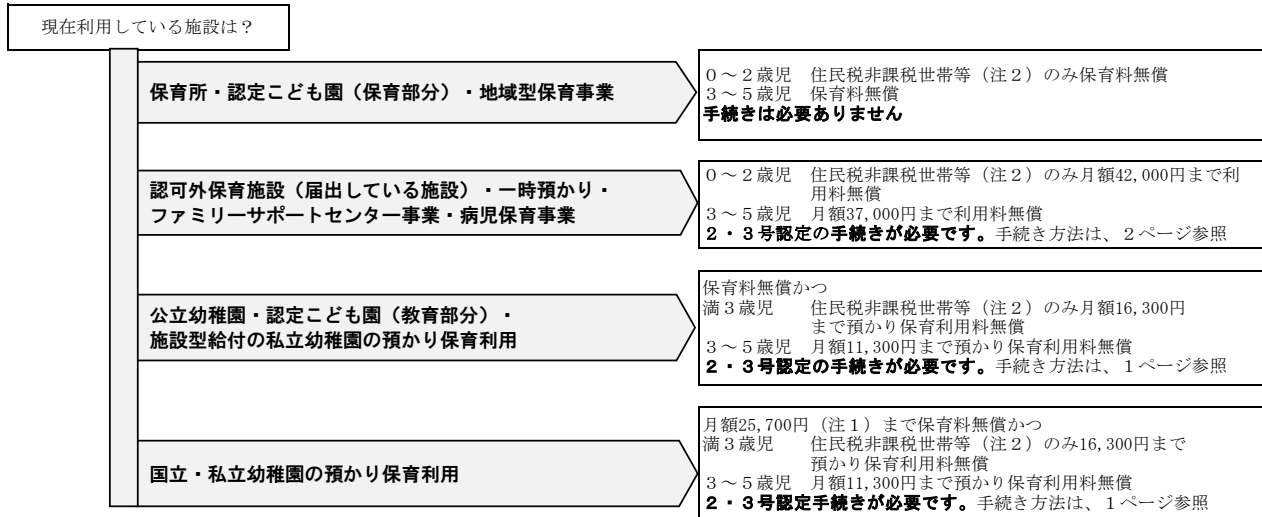 現在利用している施設は？
保育所・認定こども園（保育部分）・地域型保育事業
０～２歳児　住民税非課税世帯等（注２）のみ保育料無償
３～５歳児　保育料無償
手続きは必要ありません
認可外保育施設（届出している施設）・一時預かり・
ファミリーサポートセンター事業・病児保育事業
０～２歳児　住民税非課税世帯等（注２）のみ月額42,000円まで利
用料無償
３～５歳児　月額37,000円まで利用料無償
２・３号認定の手続きが必要です。手続き方法は、２ページ参照
公立幼稚園・認定こども園（教育部分）・
施設型給付の私立幼稚園の預かり保育利用
保育料無償かつ
満３歳児　　住民税非課税世帯等（注２）のみ月額16,300円
まで預かり保育利用料無償
３～５歳児　月額11,300円まで預かり保育利用料無償
２・３号認定の手続きが必要です。手続き方法は、１ページ参照
国立・私立幼稚園の預かり保育利用
月額25,700円（注１）まで保育料無償かつ
満３歳児　　住民税非課税世帯等（注２）のみ16,300円まで
預かり保育利用料無償
３～５歳児　月額11,300円まで預かり保育利用料無償
２・３号認定手続きが必要です。手続き方法は、１ページ参照